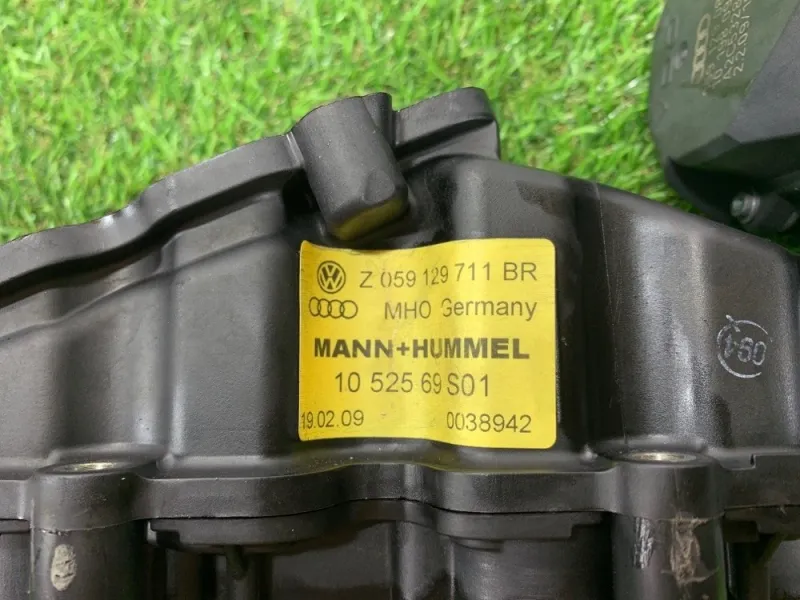 Z 059 129 711 BR
MHO Germany
MANN+HUMMEL
10 525 69 S01
19.02.09 0038942